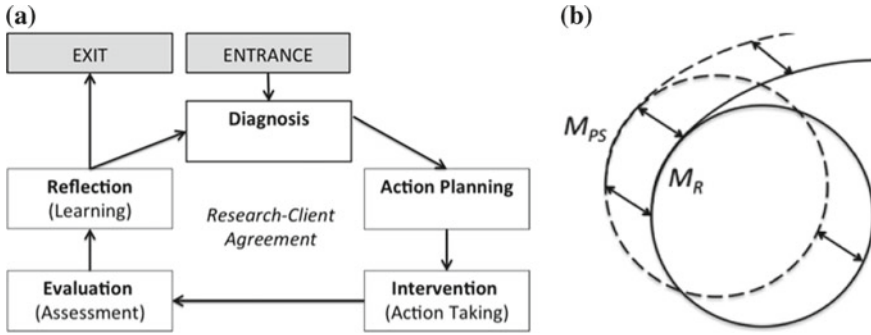 (a)
EXIT
ENTRANCE
Diagnosis
Reflection
(Learning)
Action Planning
Research-Client
Agreement
Evaluation
(Assessment)
Intervention
(Action Taking)
(b)
M_PS
M_R